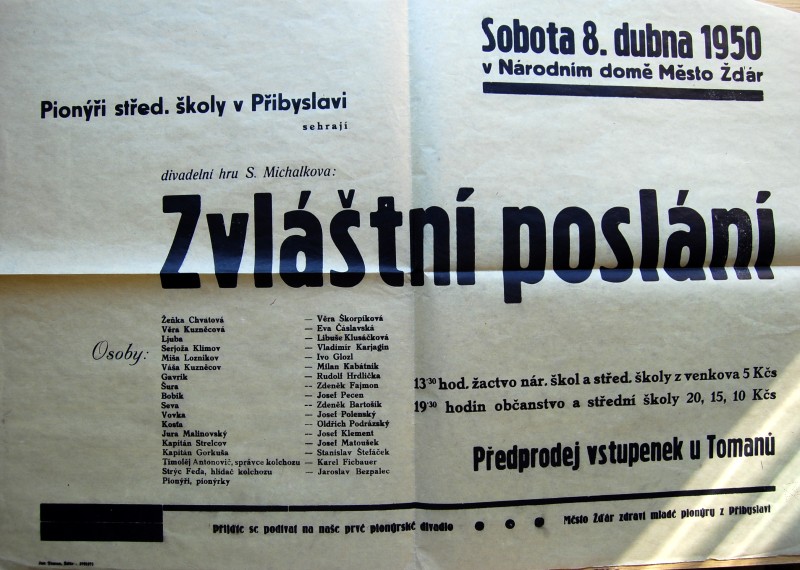 Sobota 8. dubna 1950
v Národním domě Město Žďár
Pionýři střed. školy v Přibyslavi
sehrají
divadelní hru S. Michalkova:
Zvláštní poslání
Osoby:
Žeňka Chvatová — Věra Škorpíková
Věra Kuzněcová — Eva Čáslavská
Ljuba — Libuše Klusáčková
Serjoža Klimov — Vladimír Karjagin
Míša Lozníkov — Ivo Glozl
Váša Kuzněcov — Milan Kabátník
Gavrik — Rudolf Hrdlička
Šura -- Zdeněk Fajmon
Bobík — Josef Pecen
Seva -- Zdeněk Bartošík
Vovka — Josef Polenský
Kosťa — Oldřich Podrázský
Jura Malinovský — Josef Klement
Kapitán Strelcov — Josef Matoušek
Kapitán Gorkuša — Stanislav Štefáček
Timoléj Antonovič, správce kolchozu — Karel Ficbauer
Strýc Feďa, hlídač kolchozu — Jaroslav Bezpalec
Pionýři, pionýrky
13·30 hod. žactvo nár. škol a střed. školy z venkova 5 Kčs
19·30 hodin občanstvo a střední školy 20, 15, 10 Kčs
Předprodej vstupenek u Tomanů
Přijďte se podívat na naše prvé pionýrské divadlo ● ● ● Město Žďár zdraví mladé pionýry z Přibyslavi